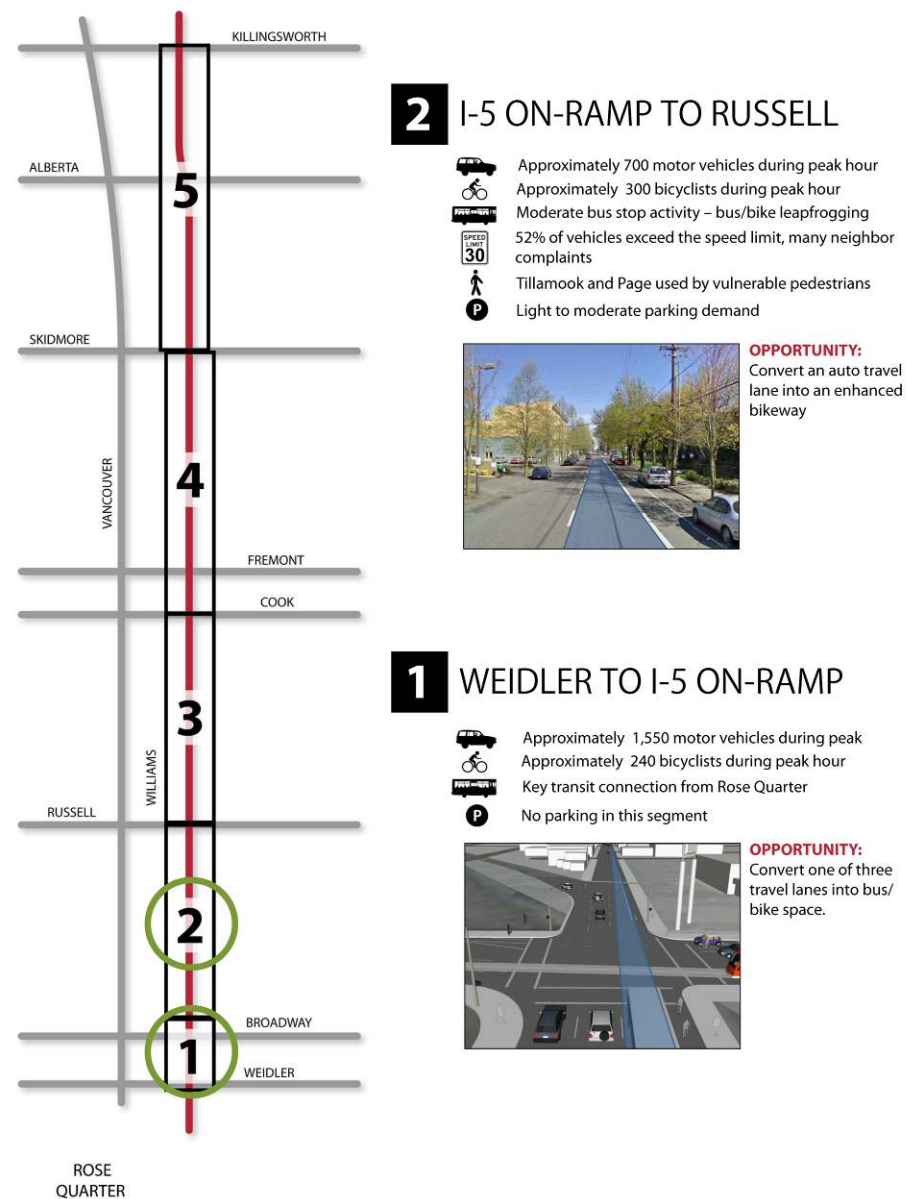 KILLINGSWORTH
ALBERTA
5
SKIDMORE
4
VANCOUVER
FREMONT
COOK
3
WILLIAMS
RUSSELL
2
BROADWAY
1
WEIDLER
ROSE
QUARTER
2 I-5 ON-RAMP TO RUSSELL
Approximately 700 motor vehicles during peak hour
Approximately 300 bicyclists during peak hour
Moderate bus stop activity – bus/bike leapfrogging
SPEED
LIMIT
30
52% of vehicles exceed the speed limit, many neighbor
complaints
Tillamook and Page used by vulnerable pedestrians
P Light to moderate parking demand
OPPORTUNITY:
Convert an auto travel
lane into an enhanced
bikeway
1 WEIDLER TO I-5 ON-RAMP
Approximately 1,550 motor vehicles during peak
Approximately 240 bicyclists during peak hour
Key transit connection from Rose Quarter
P No parking in this segment
OPPORTUNITY:
Convert one of three
travel lanes into bus/
bike space.